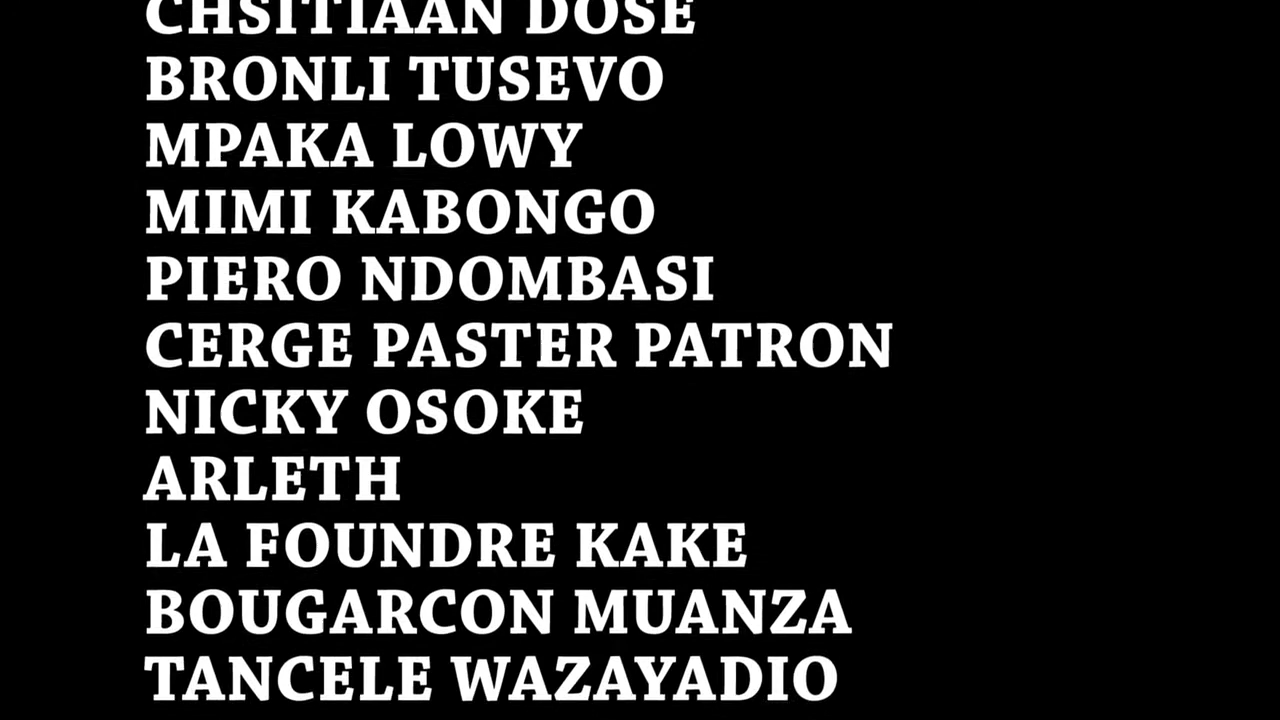 CHSITIAAN DOSE
BRONLI TUSEVO
MPAKA LOWY
MIMI KABONGO
PIERO NDOMBASI
CERGE PASTER PATRON
NICKY OSOKE
ARLETH
LA FOUNDRE KAKE
BOUGARCON MUANZA
TANCELE WAZAYADIO